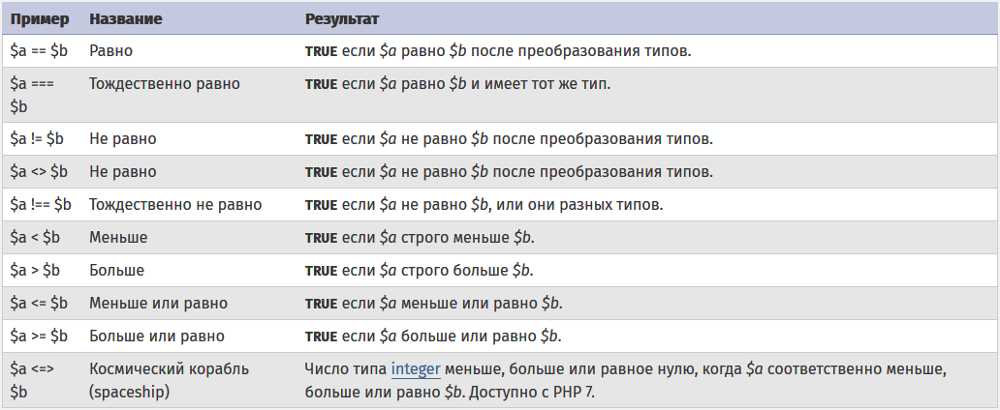 Пример Название Результат
$a == $b Равно TRUE если $a равно $b после преобразования типов.
$a === Тождественно равно TRUE если $a равно $b и имеет тот же тип.
$b
$a != $b Не равно TRUE если $a не равно $b после преобразования типов.
$a <> $b Не равно TRUE если $a не равно $b после преобразования типов.
$a !== $b Тождественно не равно TRUE если $a не равно $b, или они разных типов.
$a < $b Меньше TRUE если $a строго меньше $b.
$a > $b Больше TRUE если $a строго больше $b.
$a <= $b Меньше или равно TRUE если $a меньше или равно $b.
$a >= $b Больше или равно TRUE если $a больше или равно $b.
$a <=> Космический корабль Число типа integer меньше, больше или равное нулю, когда $a соответственно меньше,
$b (spaceship) больше или равно $b. Доступно с PHP 7.